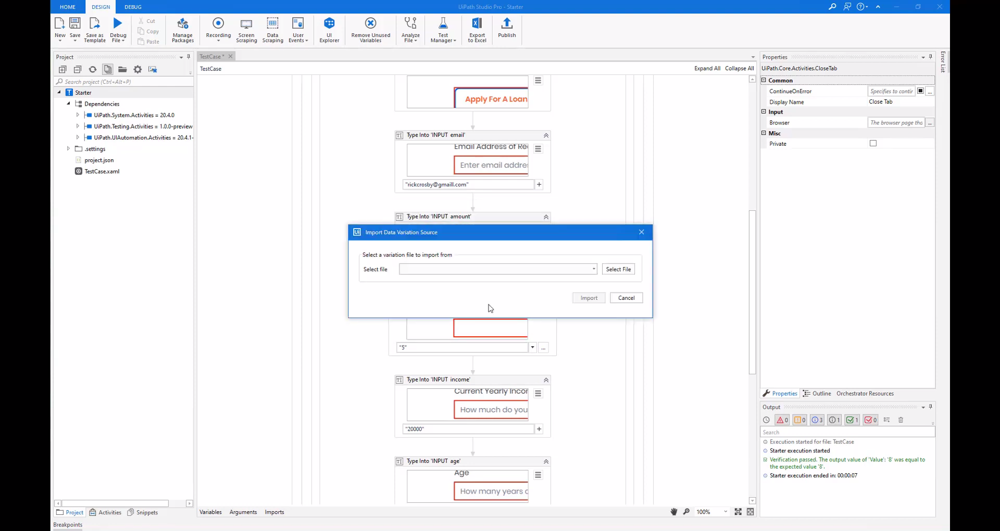 HOME
DESIGN
DEBUG
UiPath Studio Pro - Starter
New
Save
Save as Template
Debug File
Cut
Copy
Paste
Manage Packages
Recording
Screen Scraping
Data Scraping
User Events
UI Explorer
Remove Unused Variables
Analyze File
Test Manager
Export to Excel
Publish
Project
Search project (Ctrl+Alt+P)
Starter
Dependencies
UiPath.System.Activities = 20.4.0
UiPath.Testing.Activities = 1.0.0-preview
UiPath.UIAutomation.Activities = 20.4.1-
.settings
project.json
TestCase.xaml
Project
Activities
Snippets
Breakpoints
TestCase *
TestCase
Expand All
Collapse All
Apply For A Loan
Type Into 'INPUT email'
Email Address of Rec
Enter email addres
"rickcrosby@gmaill.com"
Type Into 'INPUT amount'
Import Data Variation Source
Select a variation file to import from
Select file
Select File
Import
Cancel
"5"
...
Type Into 'INPUT income'
Current Yearly Incor
How much do you
"20000"
Type Into 'INPUT age'
Age
How many years c
Variables
Arguments
Imports
100%
Properties
UiPath.Core.Activities.CloseTab
Common
ContinueOnError
Specifies to contir
...
Display Name
Close Tab
Input
Browser
The browser page tha
...
Misc
Private
Error List
Properties
Outline
Orchestrator Resources
Output
0
0
3
1
1
0
Search
Execution started for file: TestCase
Starter execution started
Verification passed. The output value of 'Value': '8' was equal to
the expected value '8'.
Starter execution ended in: 00:00:07